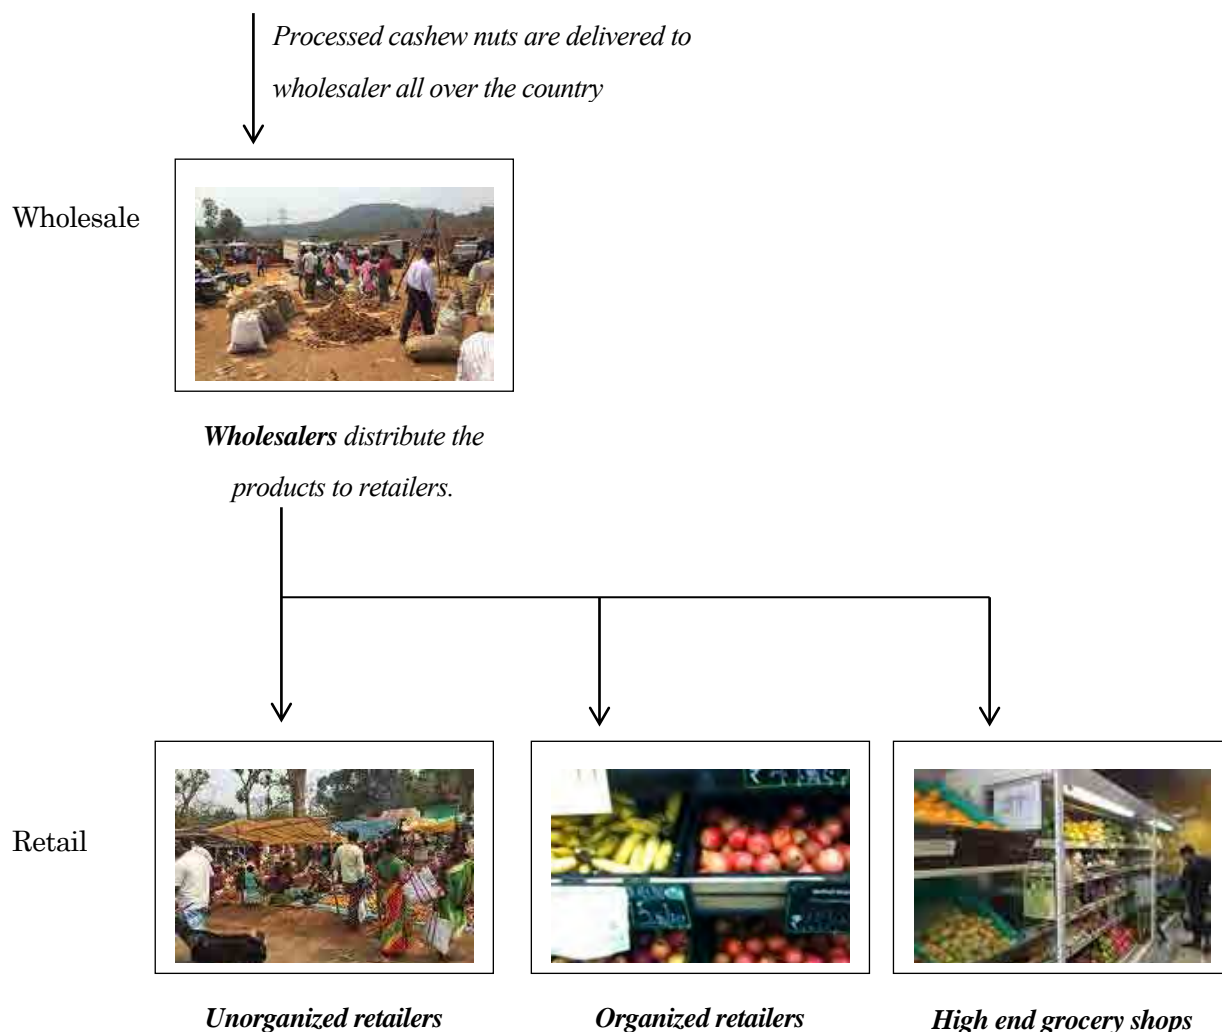 Processed cashew nuts are delivered to
wholesaler all over the country
Wholesale
Wholesalers distribute the
products to retailers.
Retail
Unorganized retailers
Organized retailers
High end grocery shops